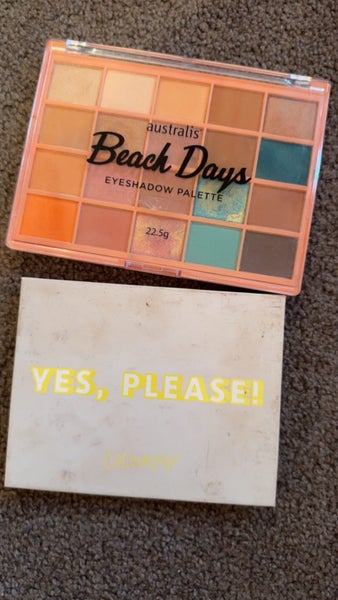 australis
Beach Days
EYESHADOW PALETTE
22.5g
YES, PLEASE!